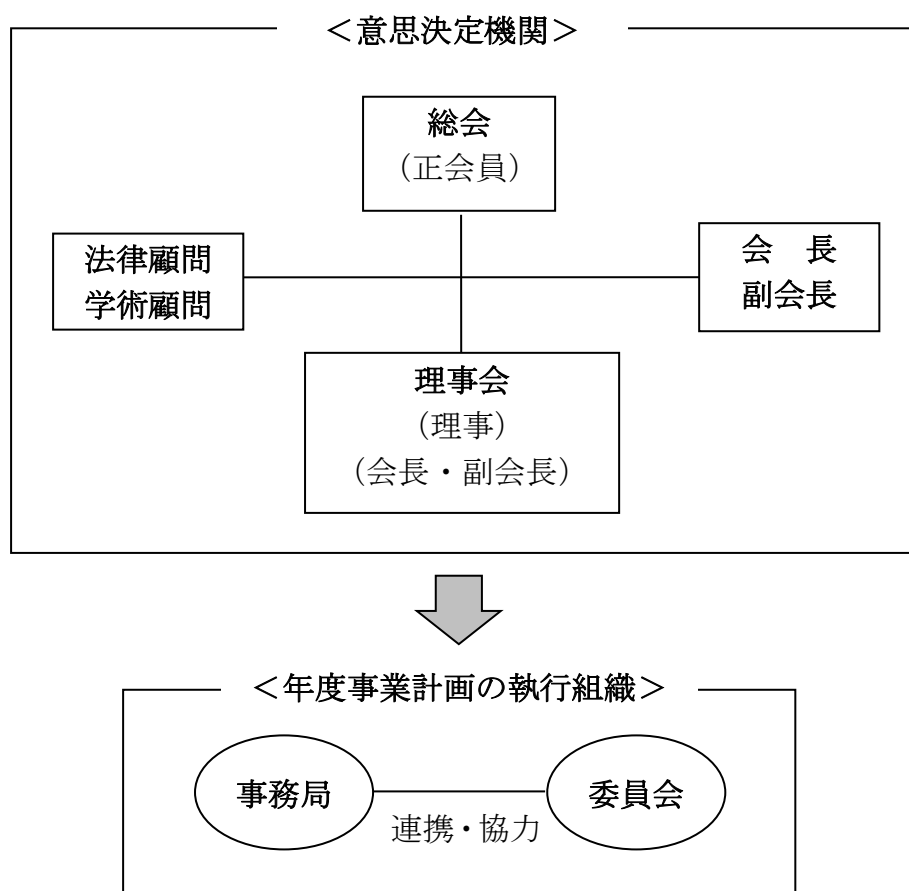 ＜意思決定機関＞
総会
（正会員）
法律顧問
学術顧問
会　長
副会長
理事会
（理事）
（会長・副会長）
＜年度事業計画の執行組織＞
事務局
委員会
連携・協力